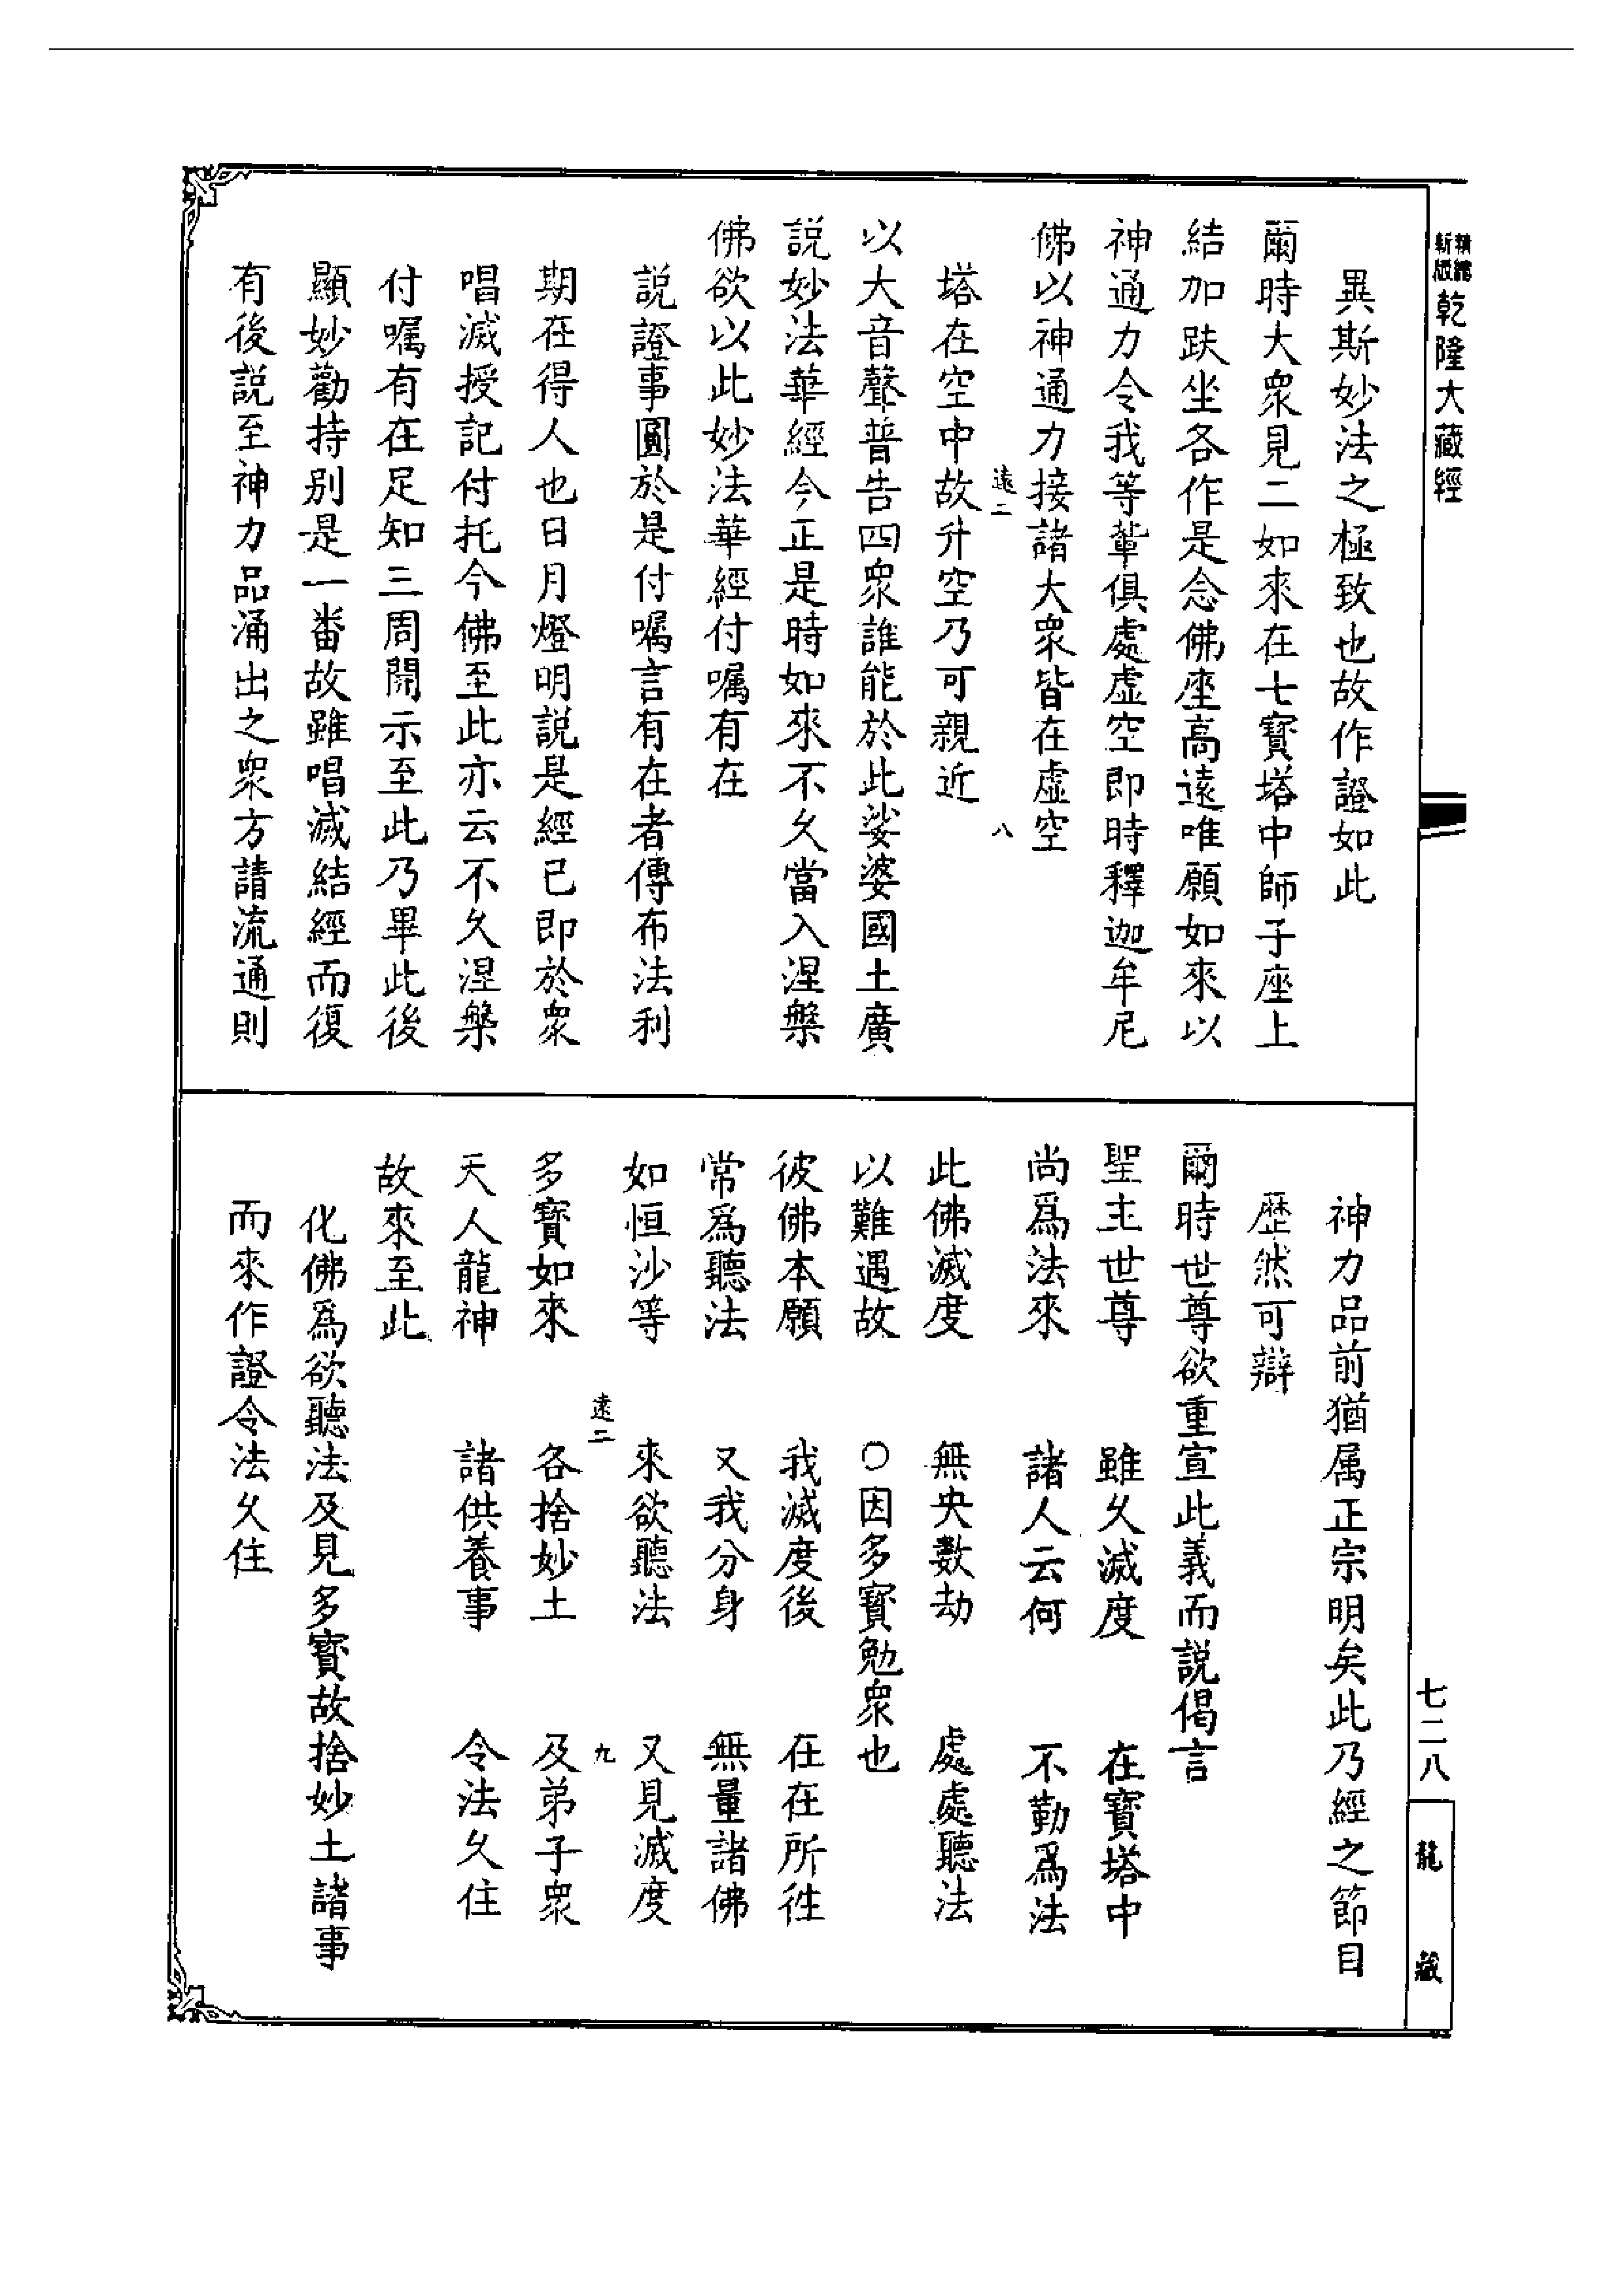 精縮
新版
乾隆大藏經
異斯妙法之極致也故作證如此
爾時大衆見二如來在七寶塔中師子座上
結加趺坐各作是念佛座高遠唯願如來以
神通力令我等輩俱處虛空即時釋迦牟尼
佛以神通力接諸大衆皆在虛空
遠二
八
塔在空中故升空乃可親近
以大音聲普告四衆誰能於此娑婆國土廣
説妙法華經今正是時如來不久當入涅槃
佛欲以此妙法華經付囑有在
説證事圓於是付囑言有在者傳布法利
期在得人也日月燈明説是經已即於衆
唱滅授記付托今佛至此亦云不久涅槃
付囑有在足知三周開示至此乃畢此後
顯妙勸持别是一番故雖唱滅結經而復
有後説至神力品涌出之衆方請流通則
神力品前猶属正宗明矣此乃經之節目
歷然可辯
爾時世尊欲重宣此義而説偈言
聖主世尊　雖久滅度　在寶塔中
尚爲法來　諸人云何　不勤爲法
此佛滅度　無央數劫　處處聽法
以難遇故　○因多寶勉衆也
彼佛本願　我滅度後　在在所往
常爲聽法　又我分身　無量諸佛
如恒沙等　來欲聽法　又見滅度
遠二
九
多寶如來　各捨妙土　及弟子衆
天人龍神　諸供養事　令法久住
故來至此
化佛爲欲聽法及見多寶故捨妙土諸事
而來作證令法久住
七二八
龍藏